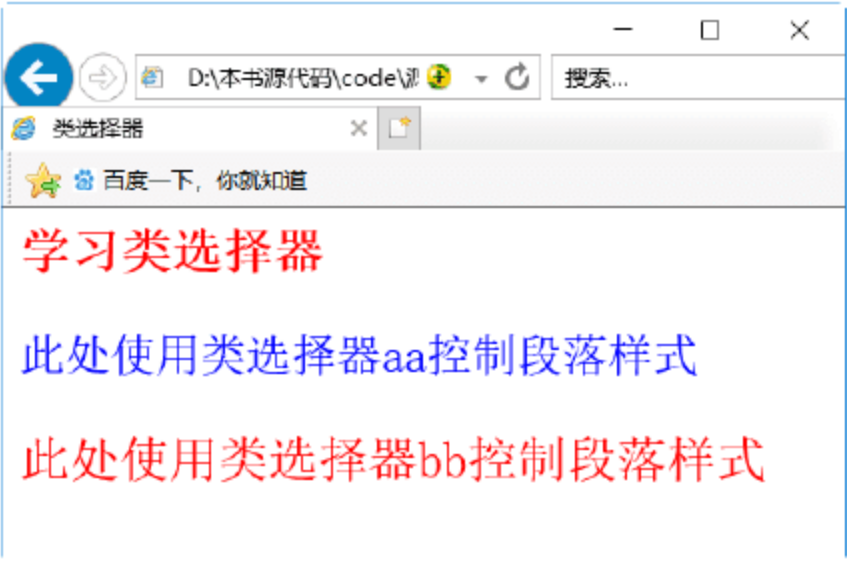 D:\本书源代码\code\
搜索...
类选择器
百度一下，你就知道
学习类选择器
此处使用类选择器aa控制段落样式
此处使用类选择器bb控制段落样式